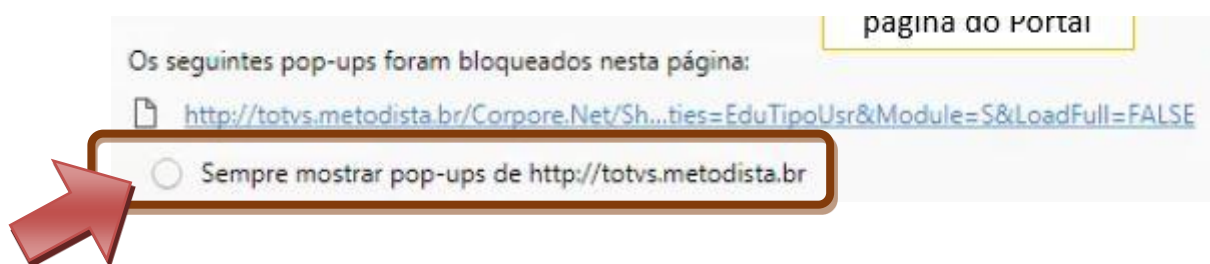 página do Portal
Os seguintes pop-ups foram bloqueados nesta página:
http://totvs.metodista.br/Corpore.Net/Sh...ties=EduTipoUsr&Module=S&LoadFull=FALSE
Sempre mostrar pop-ups de http://totvs.metodista.br